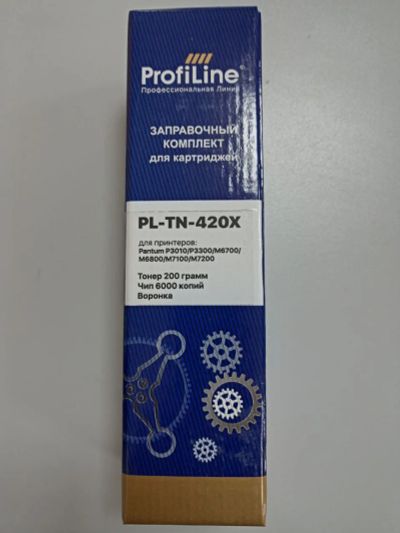 ProfiLine
Профессиональная Линия
ЗАПРАВОЧНЫЙ
КОМПЛЕКТ
для картриджей
PL-TN-420X
для принтеров:
Pantum P3010/P3300/M6700/
M6800/M7100/M7200
Тонер 200 грамм
Чип 6000 копий
Воронка